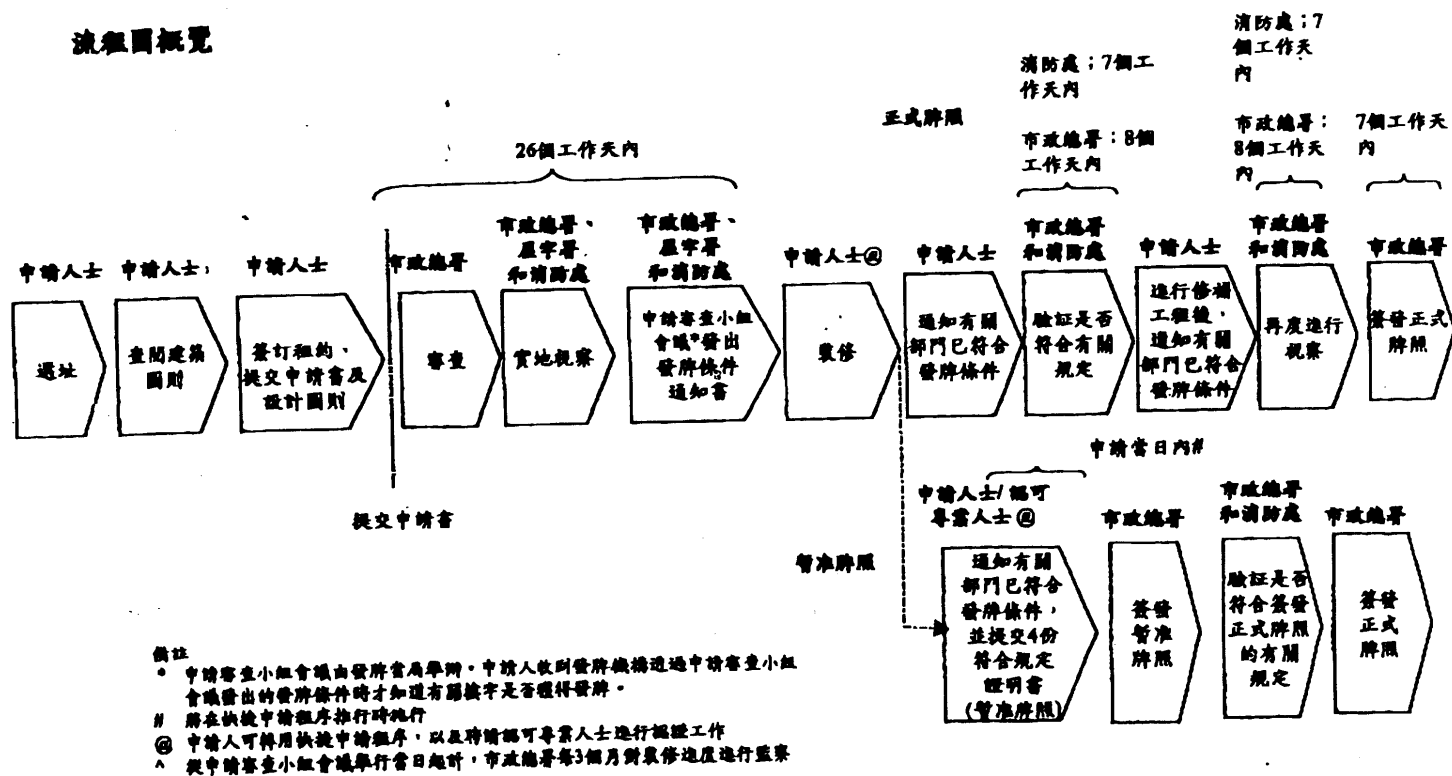 流程圖概覽
消防處；7
個工作天
內
消防處；7個工
作天內
正式牌照
市政總署：
8個工作天
內
7個工作天
內
市政總署：8個
工作天內
26個工作天內
市政總署、
屋宇署
和消防處
市政總署、
屋宇署
和消防處
市政總署
和消防處
市政總署
和消防處
申請人士
申請人士
申請人士
市政總署
申請人士@
申請人士
申請人士
市政總署
選址
查閱建築
圖則
簽訂租約、
提交申請書及
設計圖則
審查
實地視察
申請審查小組
會議*發出
發牌條件
通知書
裝修
通知有關
部門已符合
發牌條件
驗証是否
符合有關
規定
進行修補
工程後，
通知有關
部門已符合
發牌條件
再度進行
視察
簽發正式
牌照
提交申請書
申請當日內#
申請人士/認可
專業人士@
市政總署
市政總署
和消防處
市政總署
暫准牌照
通知有關
部門已符合
發牌條件，
並提交4份
符合規定
證明書
(暫准牌照)
簽發
暫准
牌照
驗証是否
符合簽發
正式牌照
的有關
規定
簽發
正式
牌照
備註
* 申請審查小組會議由發牌當局舉辦。申請人收到發牌機構透過申請審查小組
會議發出的發牌條件時才知道有關樓宇是否獲得發牌。
# 將在快捷申請程序推行時施行
@ 申請人可採用快捷申請程序，以及聘請認可專業人士進行認證工作
^ 從申請審查小組會議舉行當日起計，市政總署每3個月對裝修進度進行監察